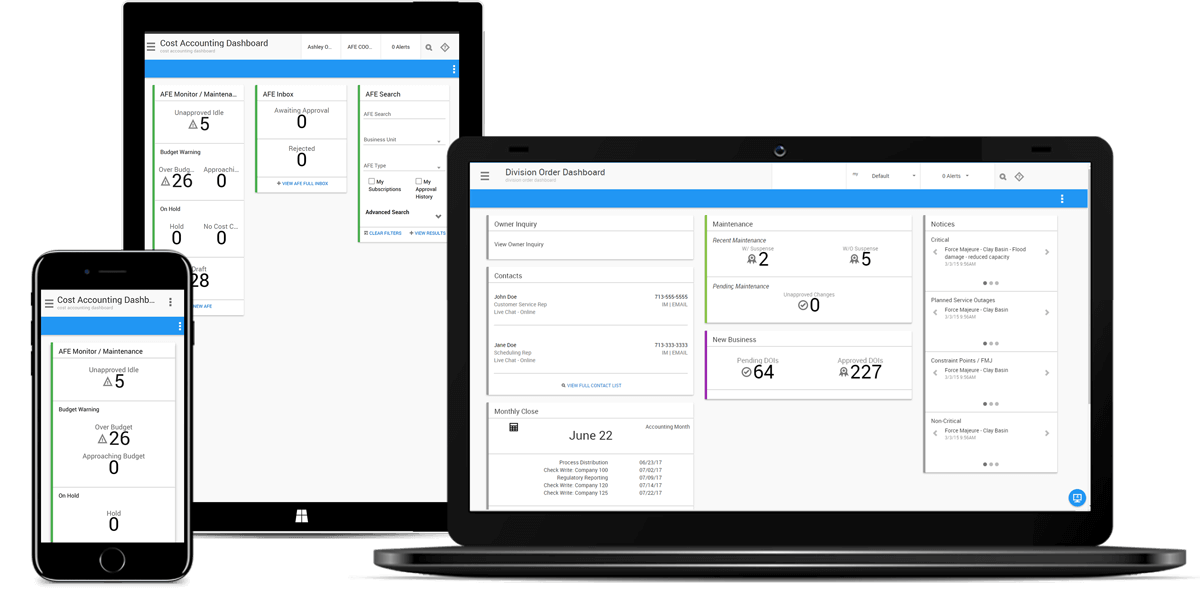 Cost Accounting Dashboard
cost accounting dashboard
Ashley O...
AFE COO...
0 Alerts
AFE Monitor / Maintena...
Unapproved Idle
5
Budget Warning
Over Budg...
26
Approachi...
0
On Hold
Hold
0
No Cost C...
0
Draft
28
VIEW AFE
AFE Inbox
Awaiting Approval
0
Rejected
0
VIEW AFE FULL INBOX
AFE Search
AFE Search
Business Unit
AFE Type
My
Subscriptions
My
Approval
History
Advanced Search
CLEAR FILTERS
VIEW RESULTS
Cost Accounting Dashb...
cost accounting dashboard
AFE Monitor / Maintenance
Unapproved Idle
5
Budget Warning
Over Budget
26
Approaching Budget
0
On Hold
Hold
0
Division Order Dashboard
division order dashboard
Default
0 Alerts
Owner Inquiry
View Owner Inquiry
Contacts
John Doe 713-555-5555
Customer Service Rep IM | EMAIL
Live Chat - Online
Jane Doe 713-333-3333
Scheduling Rep IM | EMAIL
Live Chat - Online
VIEW FULL CONTACT LIST
Monthly Close
June 22
Accounting Month
Process Distribution 06/23/17
Check Write: Company 100 07/02/17
Regulatory Reporting 07/09/17
Check Write: Company 120 07/14/17
Check Write: Company 125 07/22/17
Maintenance
Recent Maintenance
W/ Suspense
2
W/O Suspense
5
Pending Maintenance
Unapproved Changes
0
New Business
Pending DOIs
64
Approved DOIs
227
Notices
Critical
Force Majeure - Clay Basin - Flood
damage - reduced capacity
3/3/15 9:56AM
Planned Service Outages
Force Majeure - Clay Basin
3/3/15 9:56AM
Constraint Points / FMJ
Force Majeure - Clay Basin
3/3/15 9:56AM
Non-Critical
Force Majeure - Clay Basin
3/3/15 9:56AM